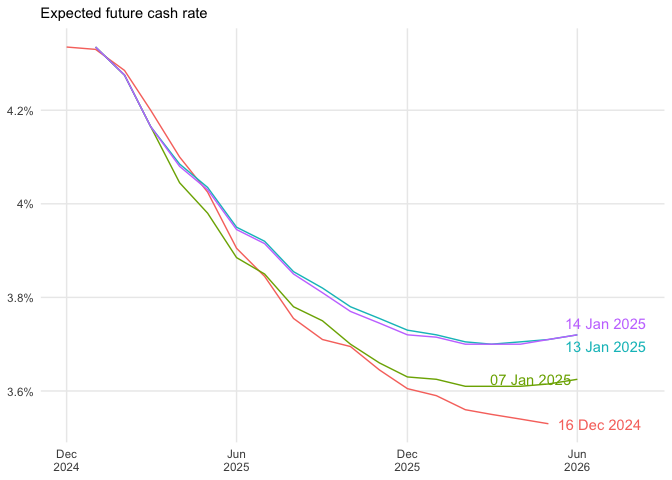 Expected future cash rate
4.2%
4%
3.8%
3.6%
14 Jan 2025
13 Jan 2025
07 Jan 2025
16 Dec 2024
Dec
2024
Jun
2025
Dec
2025
Jun
2026